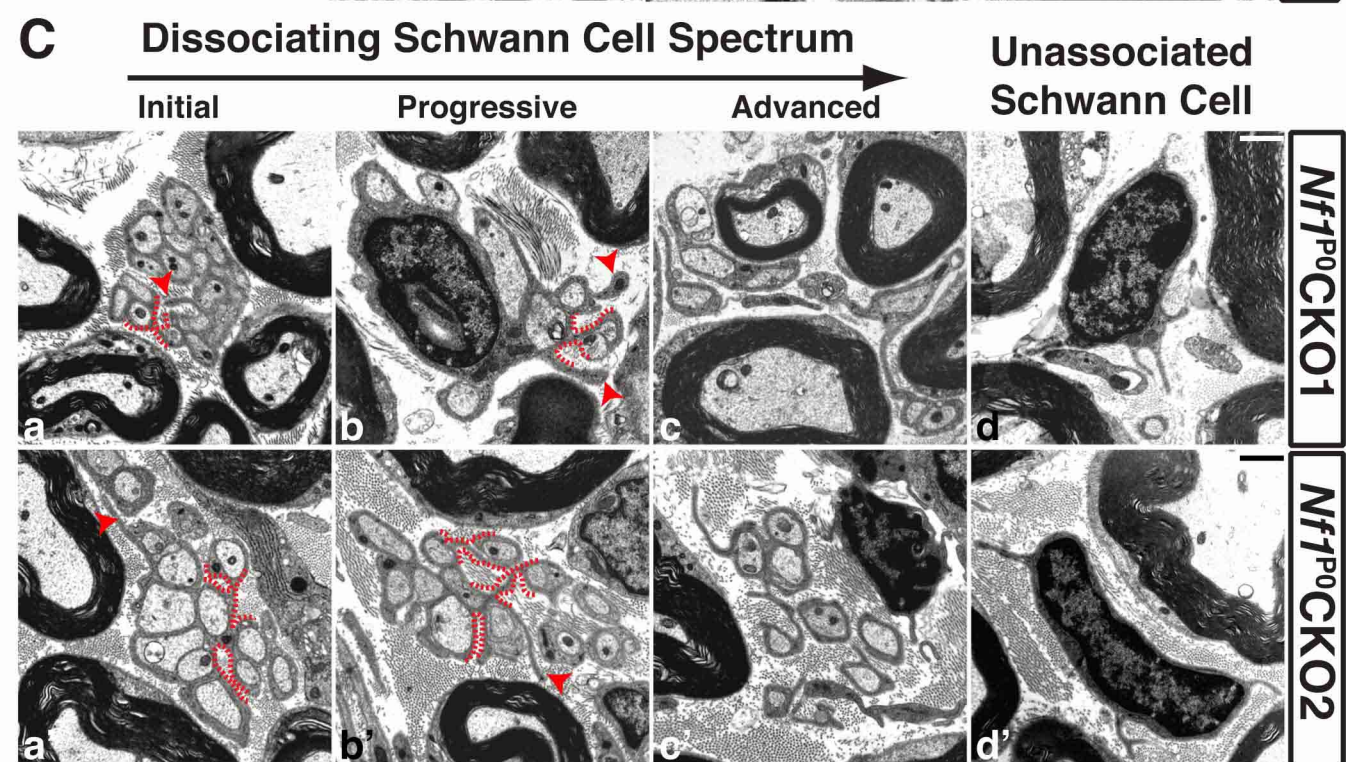 C
Dissociating Schwann Cell Spectrum
Unassociated
Schwann Cell
Initial
Progressive
Advanced
a
b
c
d
Nf1P0CKO1
a'
b'
c'
d'
Nf1P0CKO2